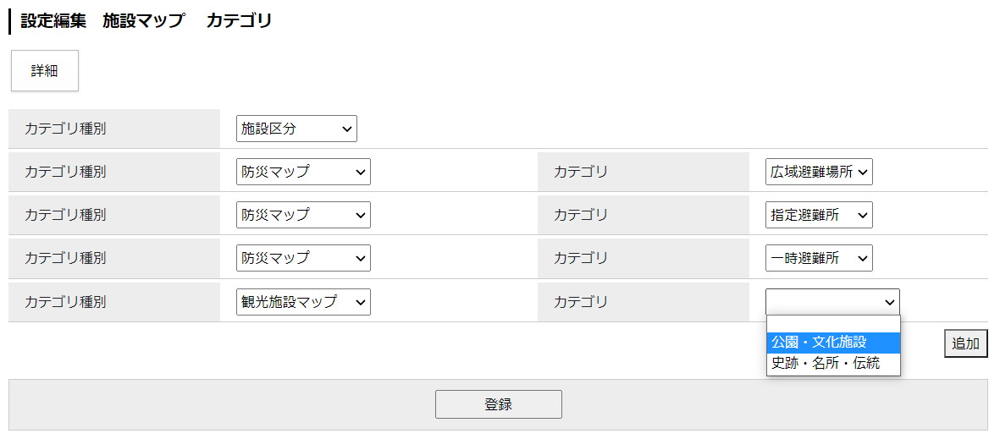 設定編集 施設マップ カテゴリ
詳細
カテゴリ種別 施設区分
カテゴリ種別 防災マップ カテゴリ 広域避難場所
カテゴリ種別 防災マップ カテゴリ 指定避難所
カテゴリ種別 防災マップ カテゴリ 一時避難所
カテゴリ種別 観光施設マップ カテゴリ
公園・文化施設
追加
史跡・名所・伝統
登録